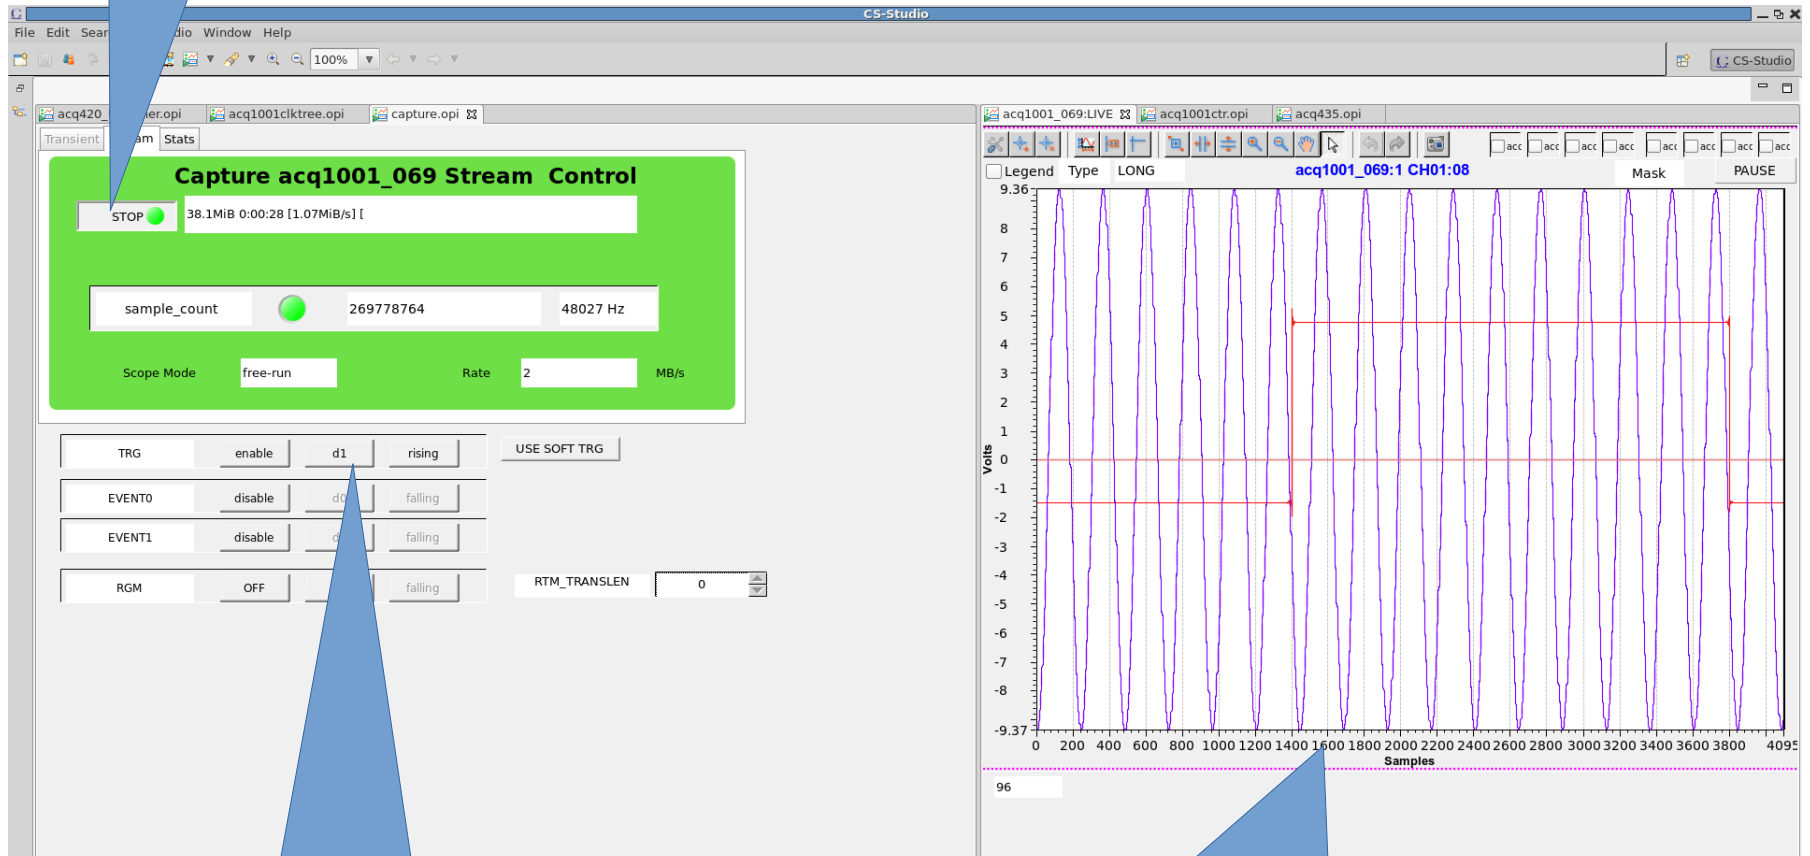 CS-Studio
File Edit Window Help
100%
CS-Studio
acq1001clktree.opi capture.opi
acq1001_069:LIVE acq1001ctr.opi acq435.opi
Transient Stats
Legend Type LONG acq1001_069:1 CH01:08 Mask PAUSE
Capture acq1001_069 Stream Control
STOP 38.1MiB 0:00:28 [1.07MiB/s] [
sample_count 269778764 48027 Hz
Scope Mode free-run Rate 2 MB/s
TRG enable d1 rising USE SOFT TRG
EVENT0 disable falling
EVENT1 disable falling
RGM OFF falling RTM_TRANSLEN 0
9.36
8
7
6
5
4
3
2
1
0
-1
-2
-3
-4
-5
-6
-7
-8
-9.37
Volts
0 200 400 600 800 1000 1200 1400 1600 1800 2000 2200 2400 2600 2800 3000 3200 3400 3600 3800 4095
Samples
96